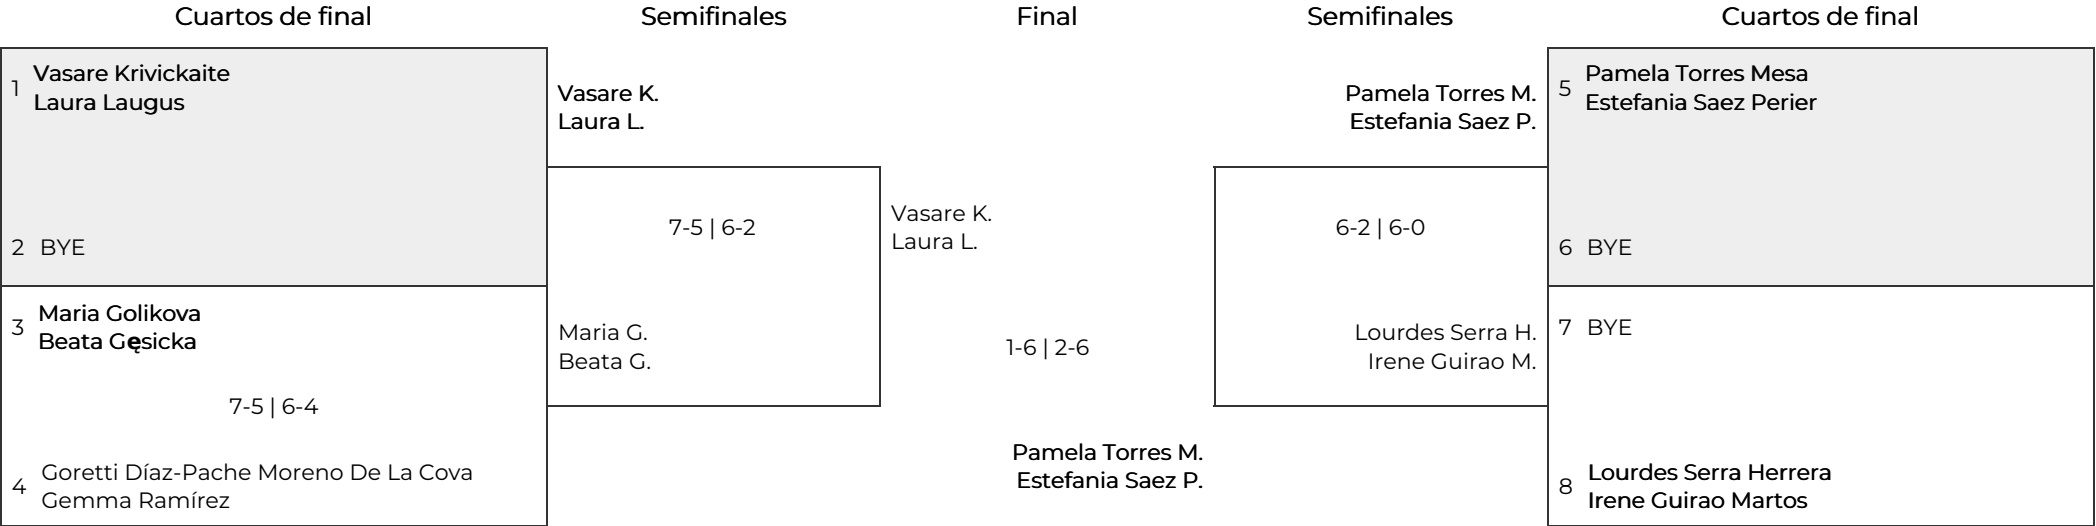 Cuartos de final
Semifinales
Final
Semifinales
Cuartos de final
1
Vasare Krivickaite
Laura Laugus
2 BYE
3
Maria Golikova
Beata Gęsicka
7-5 | 6-4
4
Goretti Díaz-Pache Moreno De La Cova
Gemma Ramírez
Vasare K.
Laura L.
7-5 | 6-2
Maria G.
Beata G.
Vasare K.
Laura L.
1-6 | 2-6
Pamela Torres M.
Estefania Saez P.
Pamela Torres M.
Estefania Saez P.
6-2 | 6-0
Lourdes Serra H.
Irene Guirao M.
5
Pamela Torres Mesa
Estefania Saez Perier
6 BYE
7 BYE
8
Lourdes Serra Herrera
Irene Guirao Martos